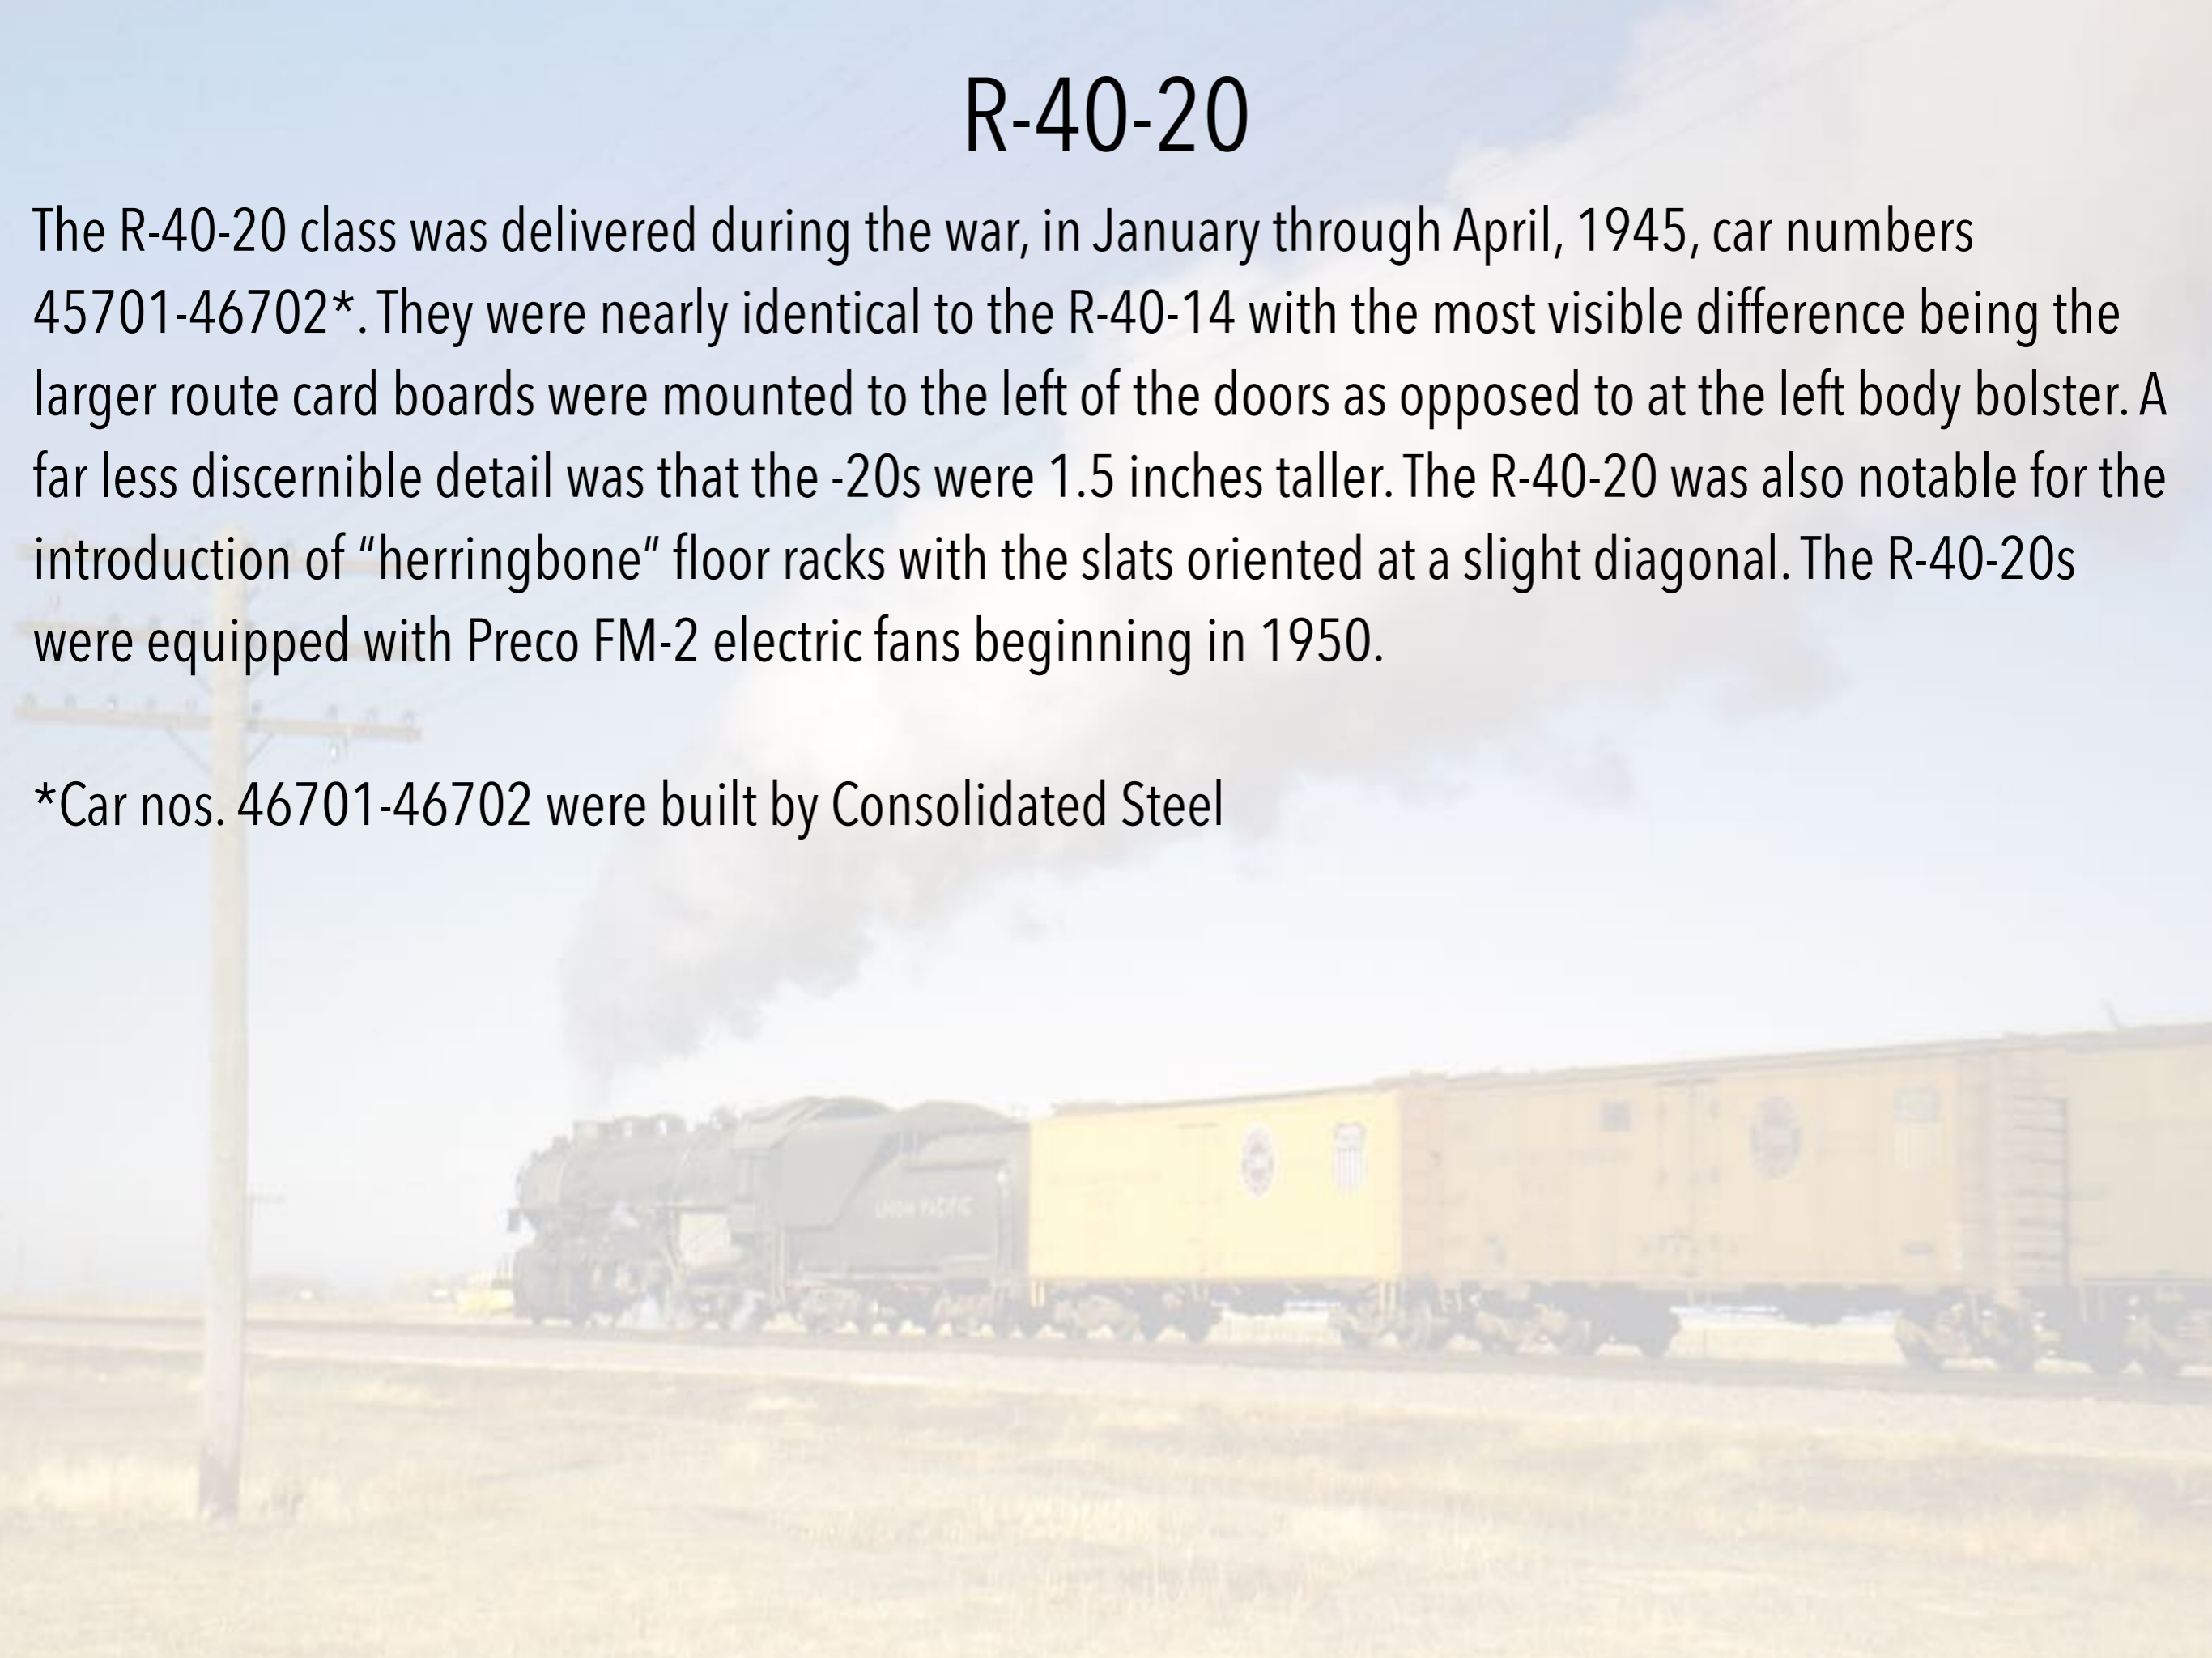 R-40-20
The R-40-20 class was delivered during the war, in January through April, 1945, car numbers
45701-46702*. They were nearly identical to the R-40-14 with the most visible difference being the
larger route card boards were mounted to the left of the doors as opposed to at the left body bolster. A
far less discernible detail was that the -20s were 1.5 inches taller. The R-40-20 was also notable for the
introduction of "herringbone" floor racks with the slats oriented at a slight diagonal. The R-40-20s
were equipped with Preco FM-2 electric fans beginning in 1950.
*Car nos. 46701-46702 were built by Consolidated Steel
UNION PACIFIC